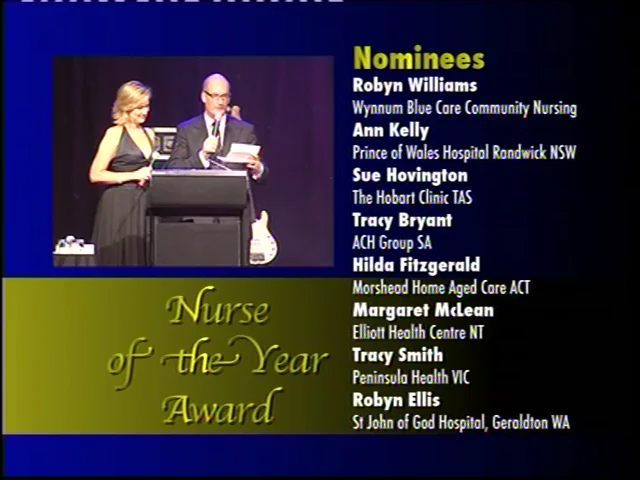 Nominees
Robyn Williams
Wynnum Blue Care Community Nursing
Ann Kelly
Prince of Wales Hospital Randwick NSW
Sue Hovington
The Hobart Clinic TAS
Tracy Bryant
ACH Group SA
Hilda Fitzgerald
Morshead Home Aged Care ACT
Margaret McLean
Elliott Health Centre NT
Tracy Smith
Peninsula Health VIC
Robyn Ellis
St John of God Hospital, Geraldton WA
Nurse
of the Year
Award